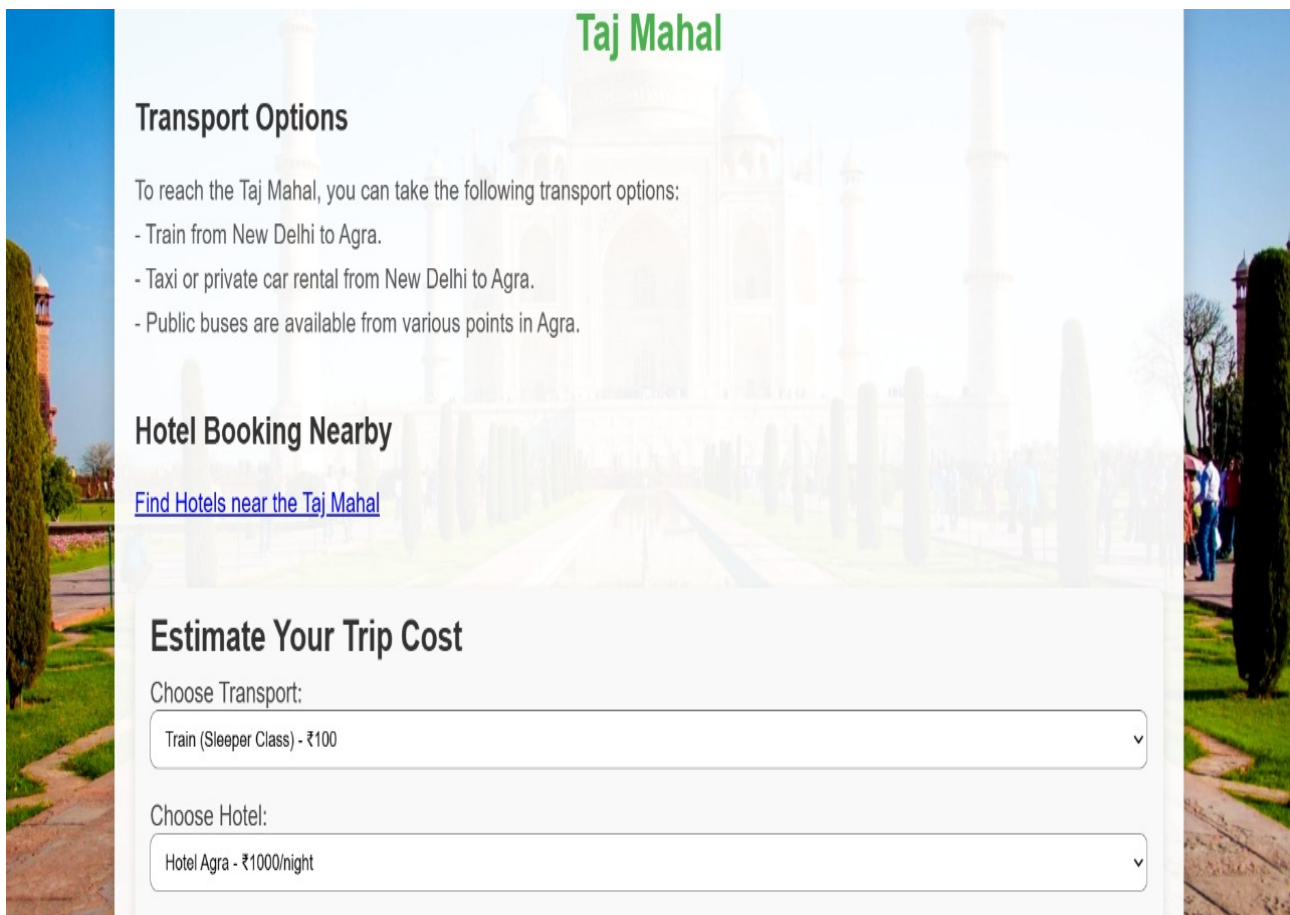 Taj Mahal
Transport Options
To reach the Taj Mahal, you can take the following transport options:
- Train from New Delhi to Agra.
- Taxi or private car rental from New Delhi to Agra.
- Public buses are available from various points in Agra.
Hotel Booking Nearby
Find Hotels near the Taj Mahal
Estimate Your Trip Cost
Choose Transport:
Train (Sleeper Class) - ₹100
Choose Hotel:
Hotel Agra - ₹1000/night